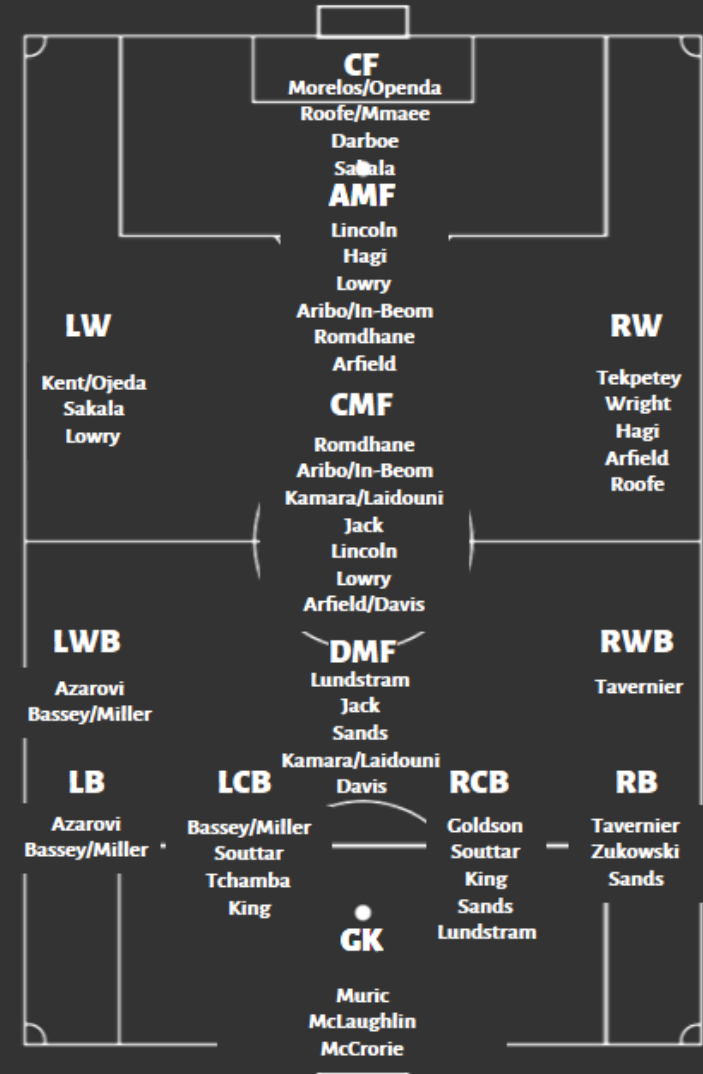 CF
Morelos/Openda
Roofe/Mmaee
Darboe
Sakala
AMF
Lincoln
Hagi
Lowry
Aribo/In-Beom
Romdhane
Arfield
LW
Kent/Ojeda
Sakala
Lowry
RW
Tekpetey
Wright
Hagi
Arfield
Roofe
CMF
Romdhane
Aribo/In-Beom
Kamara/Laidouni
Jack
Lincoln
Lowry
Arfield/Davis
LWB
Azarovi
Bassey/Miller
DMF
Lundstram
Jack
Sands
Kamara/Laidouni
Davis
RWB
Tavernier
LB
Azarovi
Bassey/Miller
LCB
Bassey/Miller
Souttar
Tchamba
King
RCB
Goldson
Souttar
King
Sands
Lundstram
RB
Tavernier
Zukowski
Sands
GK
Muric
McLaughlin
McCrorie